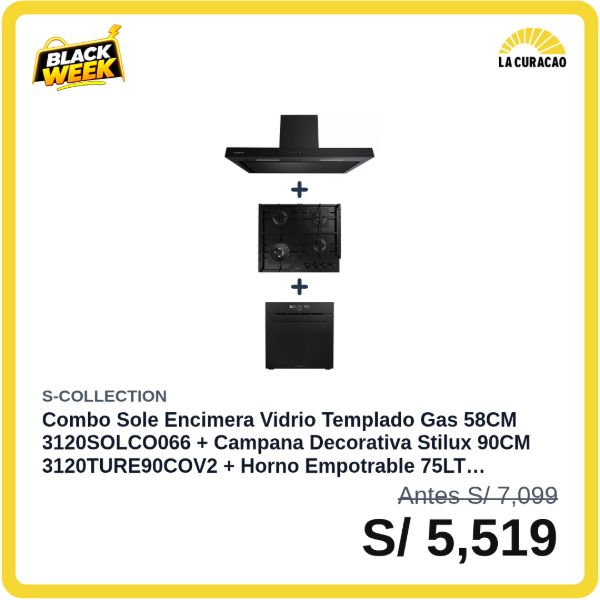 BLACK
WEEK
LA CURACAO
+
+
S-COLLECTION
Combo Sole Encimera Vidrio Templado Gas 58CM
3120SOLCO066 + Campana Decorativa Stilux 90CM
3120TURE90COV2 + Horno Empotrable 75LT…
Antes S/ 7,099
S/ 5,519